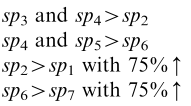 sp₃ and sp₄>sp₂
sp₄ and sp₅>sp₆
sp₂>sp₁ with 75%↑
sp₆>sp₇ with 75%↑